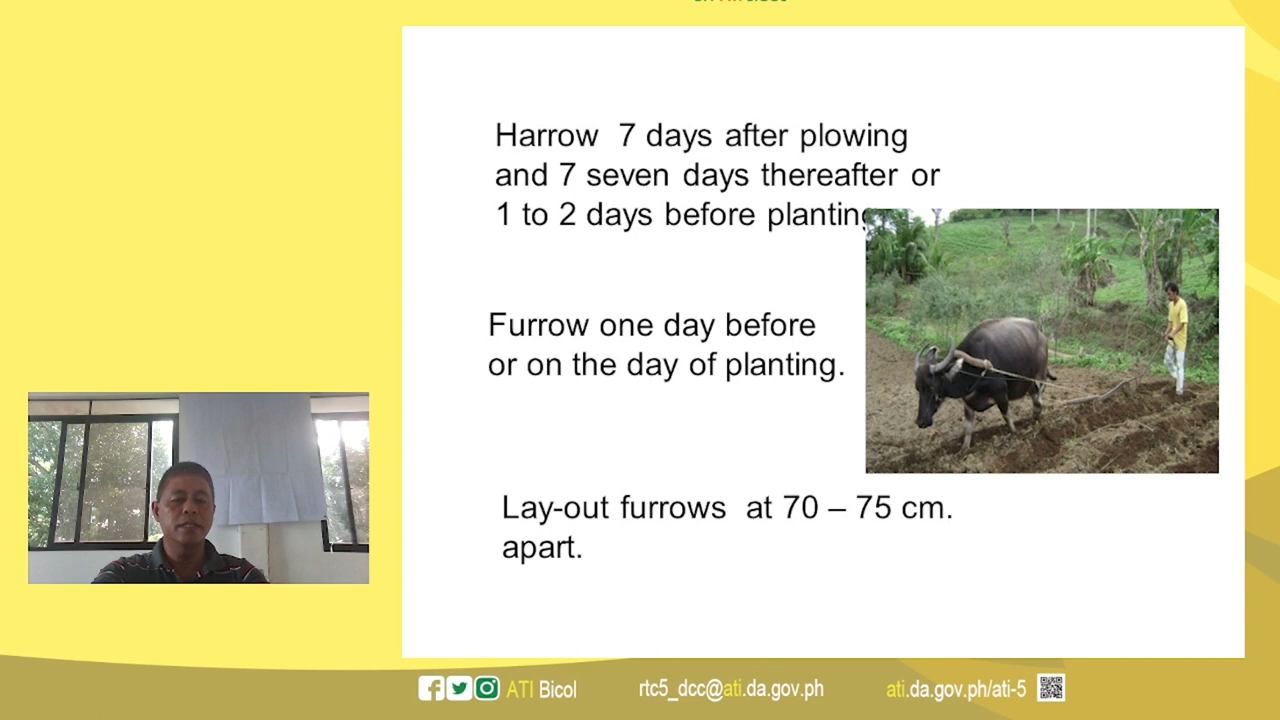 Harrow 7 days after plowing
and 7 seven days thereafter or
1 to 2 days before planting
Furrow one day before
or on the day of planting.
Lay-out furrows at 70 – 75 cm.
apart.
ATI Bicol
rtc5_dcc@ati.da.gov.ph
ati.da.gov.ph/ati-5